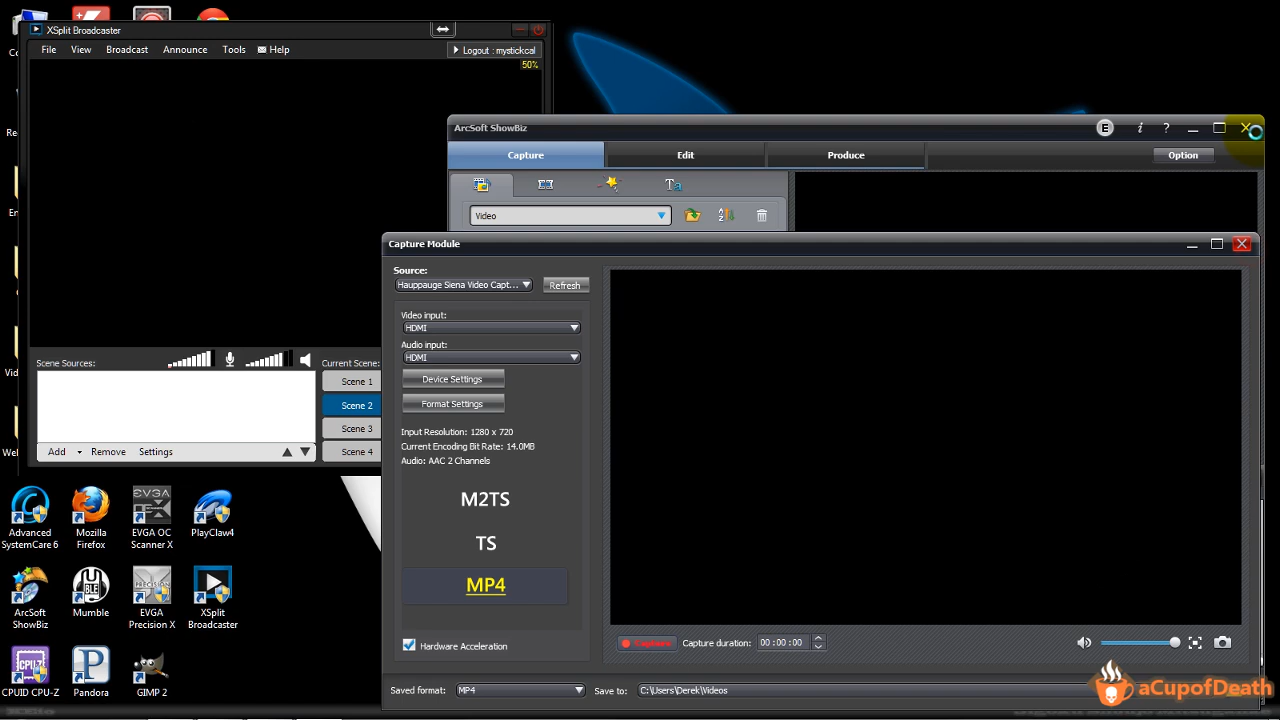 XSplit Broadcaster
File View Broadcast Announce Tools Help
Logout : mystickcal
50%
Scene Sources:
Current Scene:
Scene 1
Scene 2
Scene 3
Scene 4
Add Remove Settings
ArcSoft ShowBiz
E i ?
Capture Edit Produce Option
Ta
Video
A
Z
Capture Module
Source:
Hauppauge Siena Video Capt... Refresh
Video input:
HDMI
Audio input:
HDMI
Device Settings
Format Settings
Input Resolution: 1280 x 720
Current Encoding Bit Rate: 14.0MB
Audio: AAC 2 Channels
M2TS
TS
MP4
Hardware Acceleration
Capture Capture duration: 00:00:00
Saved format: MP4 Save to: C:\Users\Derek\Videos
Advanced
SystemCare 6
Mozilla
Firefox
EVGA
EVGA OC
Scanner X
PlayClaw4
ArcSoft
ShowBiz
BLE
Mumble
PRECISION
EVGA
Precision X
XSplit
Broadcaster
CPUID
CPUID CPU-Z
P
Pandora
GIMP 2
aCupofDeath